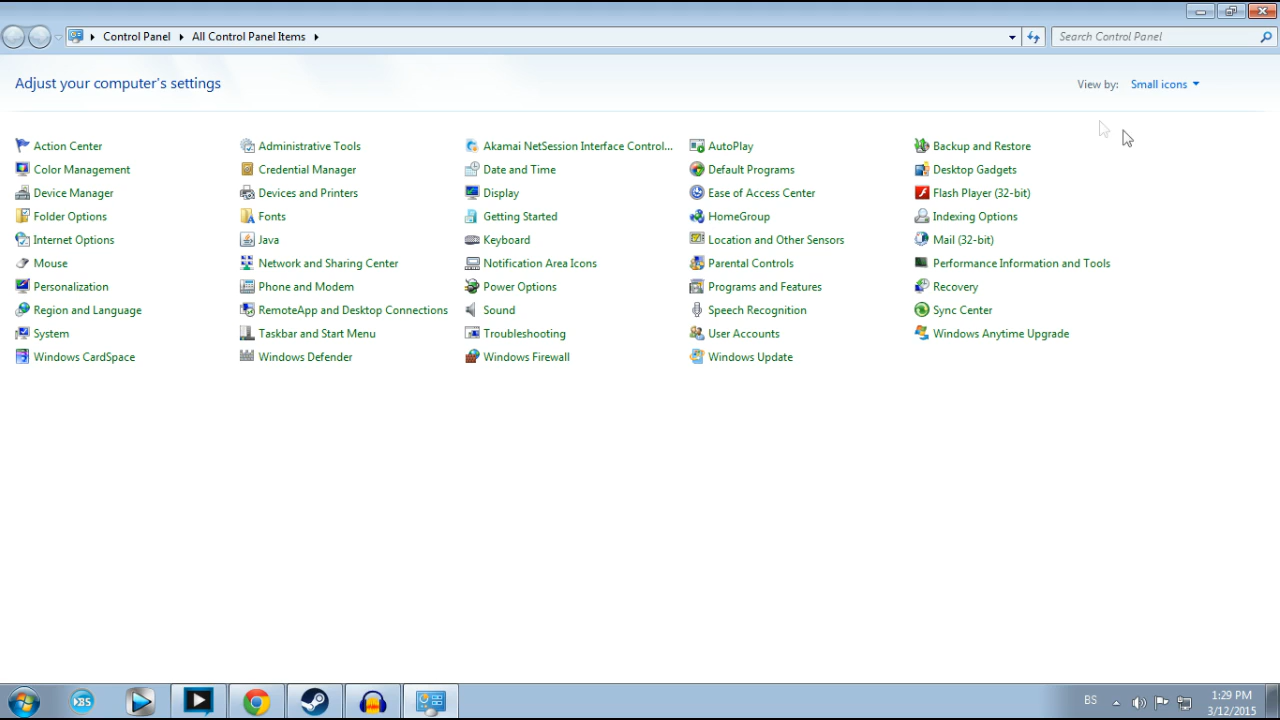 Control Panel All Control Panel Items
Search Control Panel
Adjust your computer's settings
View by: Small icons
Action Center Administrative Tools Akamai NetSession Interface Control... AutoPlay Backup and Restore
Color Management Credential Manager Date and Time Default Programs Desktop Gadgets
Device Manager Devices and Printers Display Ease of Access Center Flash Player (32-bit)
Folder Options Fonts Getting Started HomeGroup Indexing Options
Internet Options Java Keyboard Location and Other Sensors Mail (32-bit)
Mouse Network and Sharing Center Notification Area Icons Parental Controls Performance Information and Tools
Personalization Phone and Modem Power Options Programs and Features Recovery
Region and Language RemoteApp and Desktop Connections Sound Speech Recognition Sync Center
System Taskbar and Start Menu Troubleshooting User Accounts Windows Anytime Upgrade
Windows CardSpace Windows Defender Windows Firewall Windows Update
BS
BS
1:29 PM
3/12/2015